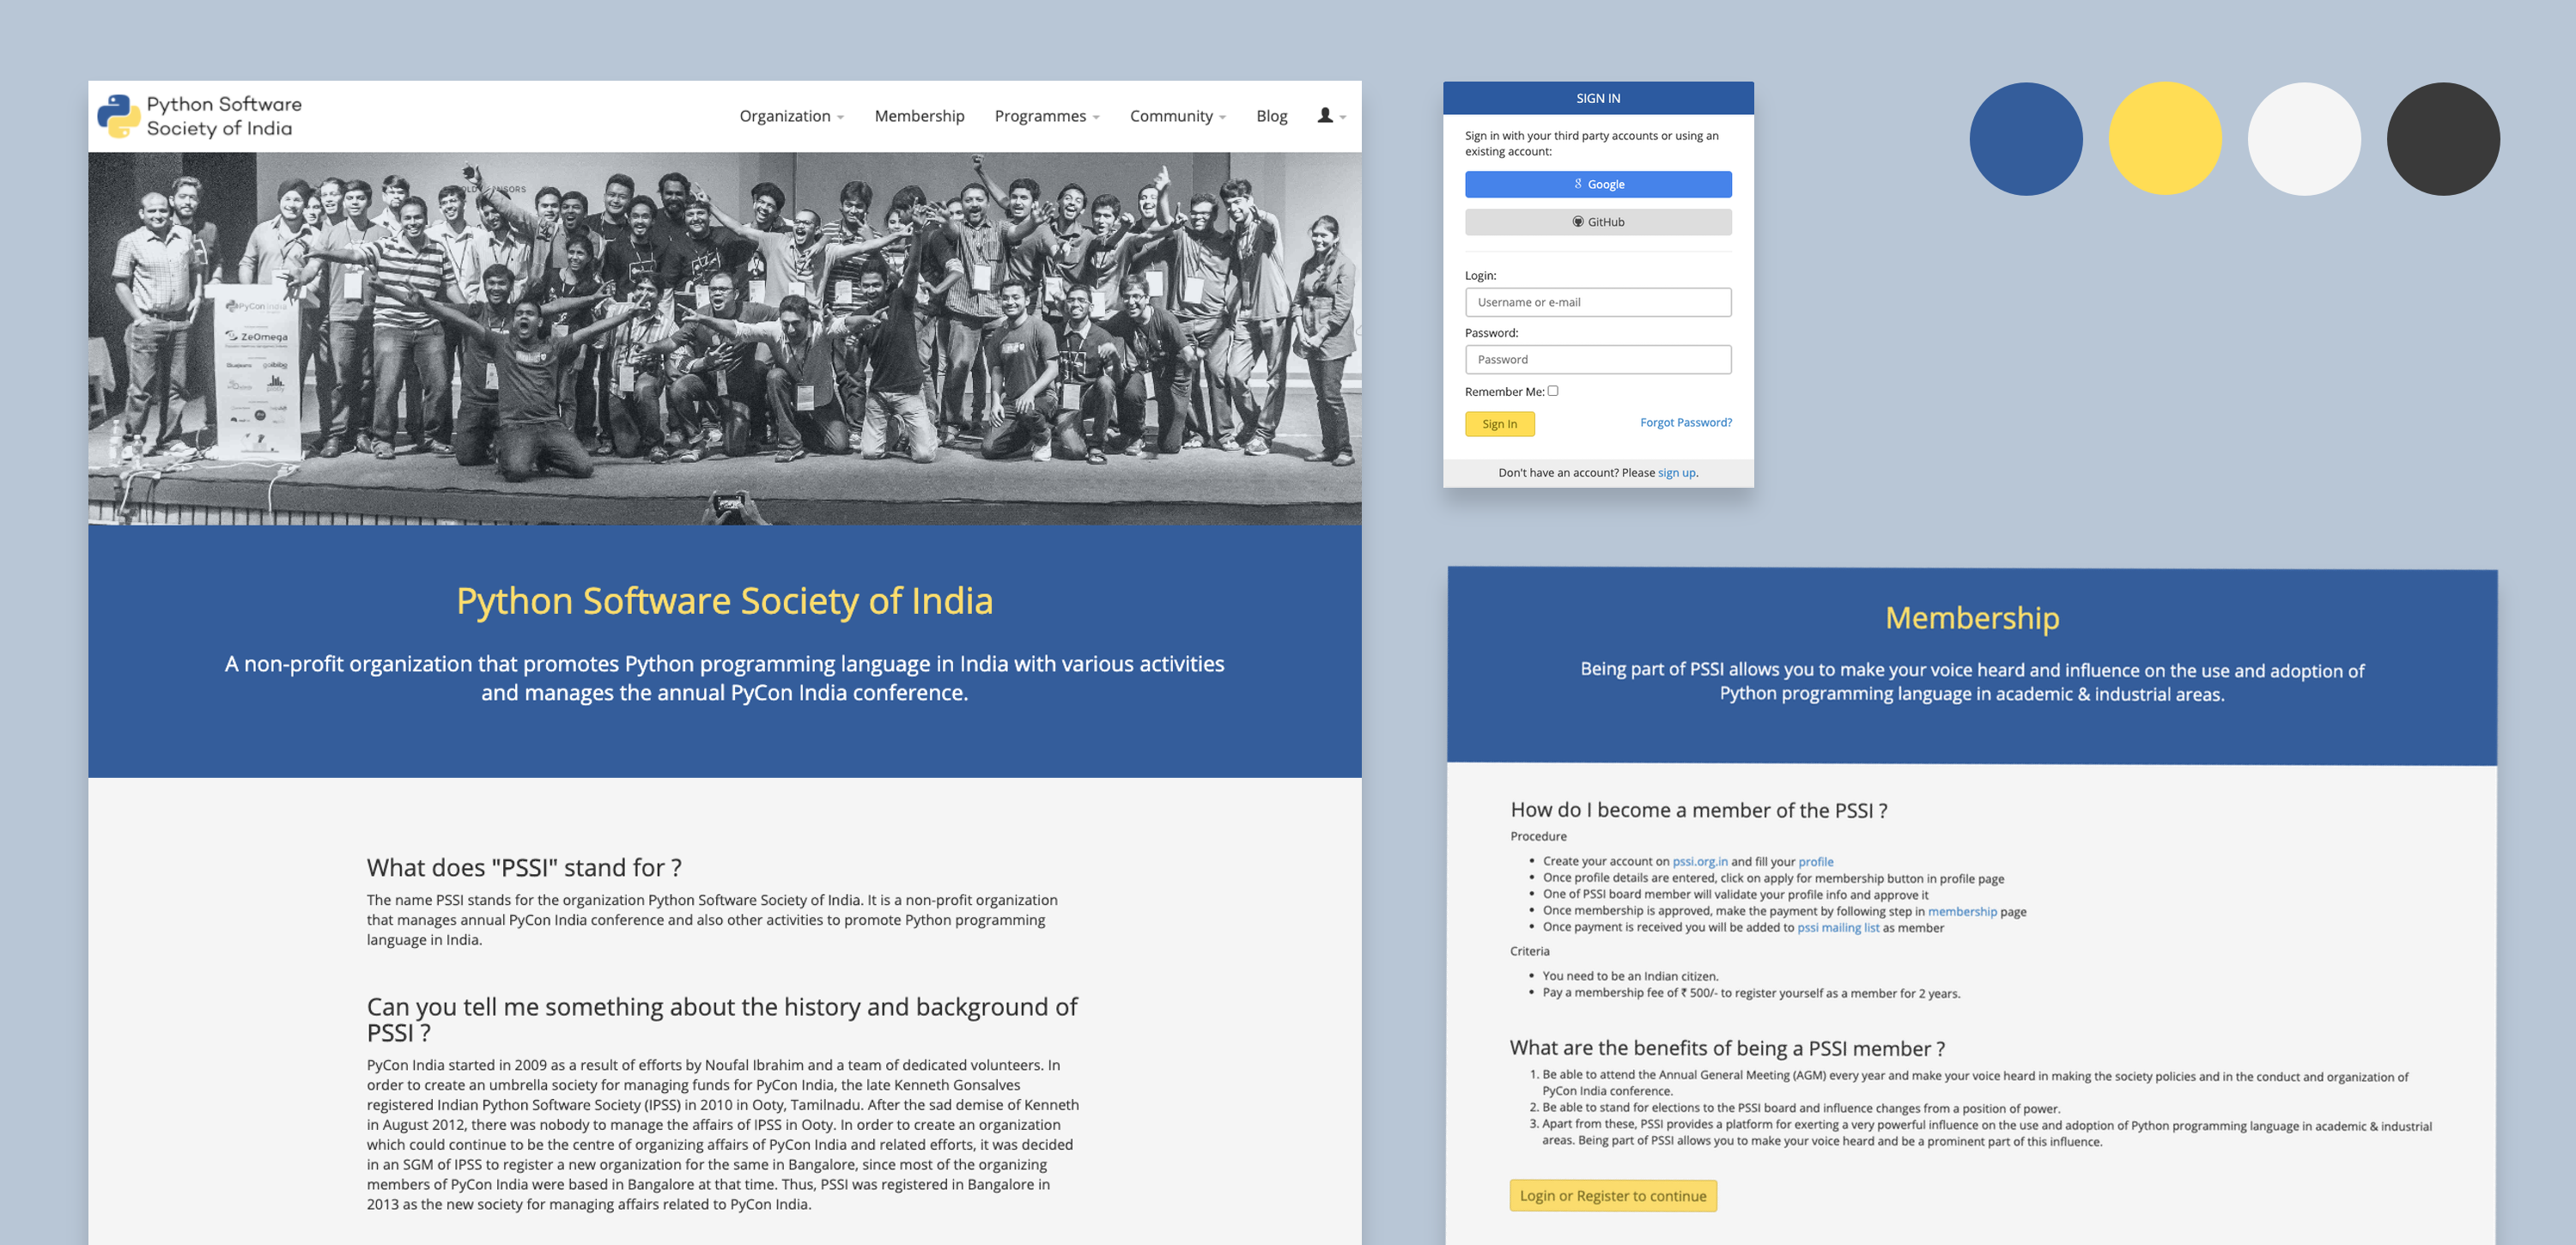 Python Software
Society of India
Organization
Membership
Programmes
Community
Blog
PyCon India
ZeOmega
goibibo
Python Software Society of India
A non-profit organization that promotes Python programming language in India with various activities
and manages the annual PyCon India conference.
What does "PSSI" stand for ?
The name PSSI stands for the organization Python Software Society of India. It is a non-profit organization
that manages annual PyCon India conference and also other activities to promote Python programming
language in India.
Can you tell me something about the history and background of
PSSI ?
PyCon India started in 2009 as a result of efforts by Noufal Ibrahim and a team of dedicated volunteers. In
order to create an umbrella society for managing funds for PyCon India, the late Kenneth Gonsalves
registered Indian Python Software Society (IPSS) in 2010 in Ooty, Tamilnadu. After the sad demise of Kenneth
in August 2012, there was nobody to manage the affairs of IPSS in Ooty. In order to create an organization
which could continue to be the centre of organizing affairs of PyCon India and related efforts, it was decided
in an SGM of IPSS to register a new organization for the same in Bangalore, since most of the organizing
members of PyCon India were based in Bangalore at that time. Thus, PSSI was registered in Bangalore in
2013 as the new society for managing affairs related to PyCon India.
SIGN IN
Sign in with your third party accounts or using an
existing account:
Google
GitHub
Login:
Username or e-mail
Password:
Password
Remember Me:
Sign In
Forgot Password?
Don't have an account? Please sign up.
Membership
Being part of PSSI allows you to make your voice heard and influence on the use and adoption of
Python programming language in academic & industrial areas.
How do I become a member of the PSSI ?
Procedure
• Create your account on pssi.org.in and fill your profile
• Once profile details are entered, click on apply for membership button in profile page
• One of PSSI board member will validate your profile info and approve it
• Once membership is approved, make the payment by following step in membership page
• Once payment is received you will be added to pssi mailing list as member
Criteria
• You need to be an Indian citizen.
• Pay a membership fee of ₹ 500/- to register yourself as a member for 2 years.
What are the benefits of being a PSSI member ?
1. Be able to attend the Annual General Meeting (AGM) every year and make your voice heard in making the society policies and in the conduct and organization of
PyCon India conference.
2. Be able to stand for elections to the PSSI board and influence changes from a position of power.
3. Apart from these, PSSI provides a platform for exerting a very powerful influence on the use and adoption of Python programming language in academic & industrial
areas. Being part of PSSI allows you to make your voice heard and be a prominent part of this influence.
Login or Register to continue